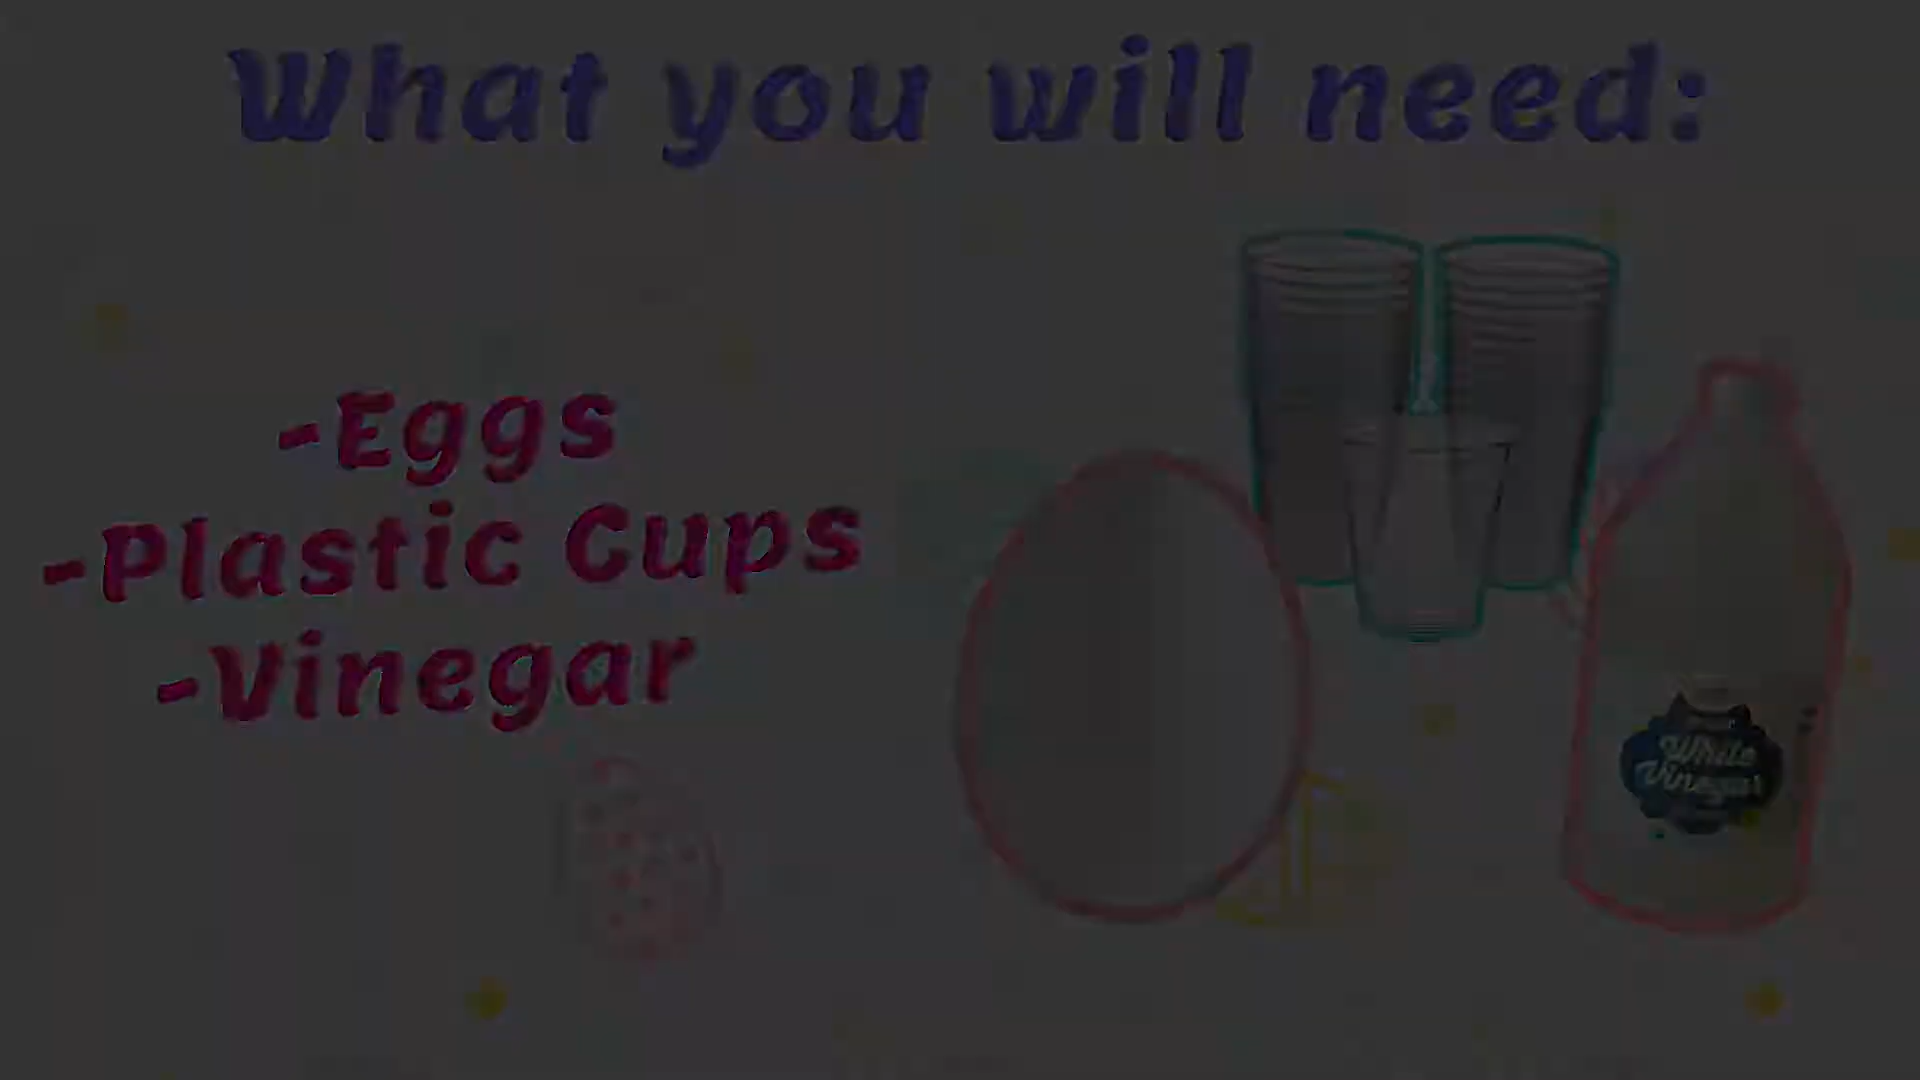 What you will need:
-Eggs
-Plastic Cups
-Vinegar
White
Vinegar